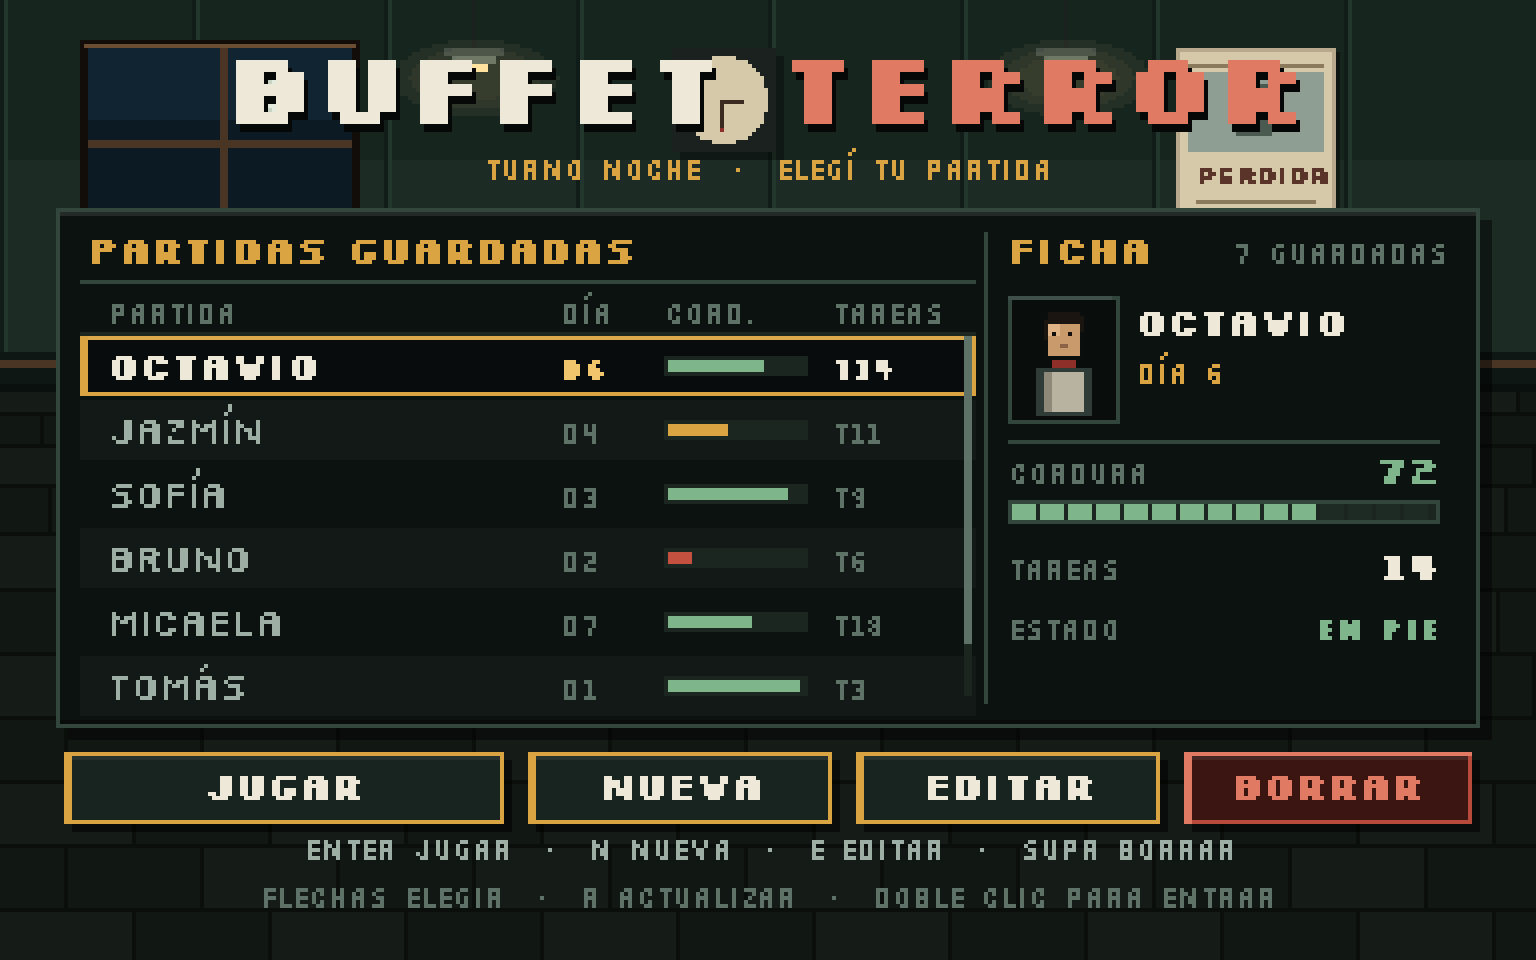 BUFFET TERROR
TURNO NOCHE · ELEGÍ TU PARTIDA
PERDIDA
PARTIDAS GUARDADAS
PARTIDA DÍA CORD. TAREAS
OCTAVIO 06 T14
JAZMÍN 04 T11
SOFÍA 03 T9
BRUNO 02 T6
MICAELA 07 T18
TOMÁS 01 T3
FICHA 7 GUARDADAS
OCTAVIO
DÍA 6
CORDURA 72
TAREAS 14
ESTADO EN PIE
JUGAR NUEVA EDITAR BORRAR
ENTER JUGAR · N NUEVA · E EDITAR · SUPR BORRAR
FLECHAS ELEGIR · R ACTUALIZAR · DOBLE CLIC PARA ENTRAR